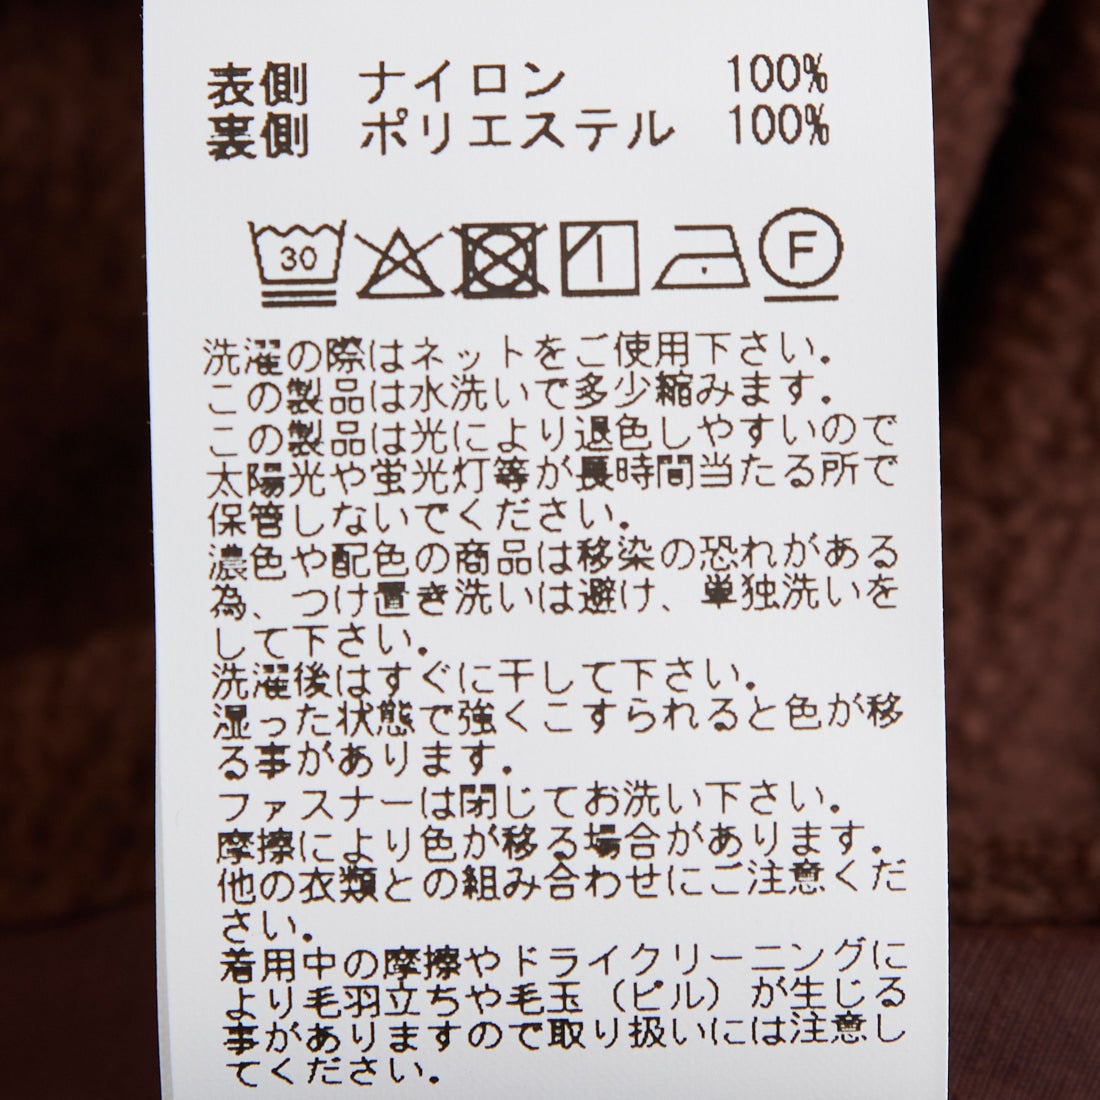 表側 ナイロン 100%
裏側 ポリエステル 100%
30 F
洗濯の際はネットをご使用下さい。
この製品は水洗いで多少縮みます。
この製品は光により退色しやすいので
太陽光や蛍光灯等が長時間当たる所で
保管しないでください。
濃色や配色の商品は移染の恐れがある
為、つけ置き洗いは避け、単独洗いを
して下さい。
洗濯後はすぐに干して下さい。
湿った状態で強くこすられると色が移
る事があります。
ファスナーは閉じてお洗い下さい。
摩擦により色が移る場合があります。
他の衣類との組み合わせにご注意くだ
さい。
着用中の摩擦やドライクリーニングに
より毛羽立ちや毛玉（ピル）が生じる
事がありますので取り扱いには注意し
てください。